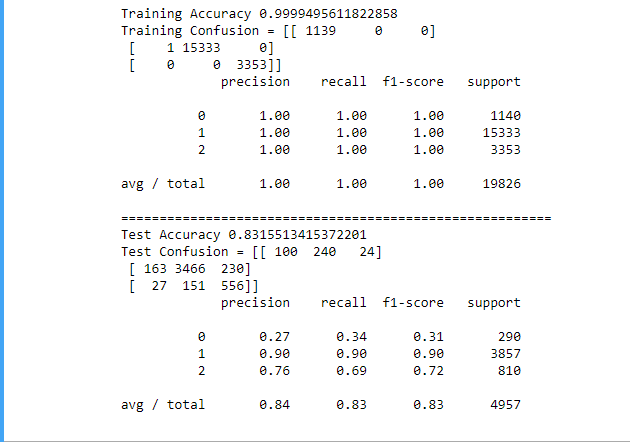 Training Accuracy 0.9999495611822858
Training Confusion = [[ 1139     0     0]
 [    1 15333     0]
 [    0     0  3353]]
             precision    recall  f1-score   support

          0       1.00      1.00      1.00      1140
          1       1.00      1.00      1.00     15333
          2       1.00      1.00      1.00      3353

avg / total       1.00      1.00      1.00     19826

========================================================
Test Accuracy 0.8315513415372201
Test Confusion = [[ 100  240   24]
 [ 163 3466  230]
 [  27  151  556]]
             precision    recall  f1-score   support

          0       0.27      0.34      0.31       290
          1       0.90      0.90      0.90      3857
          2       0.76      0.69      0.72       810

avg / total       0.84      0.83      0.83      4957